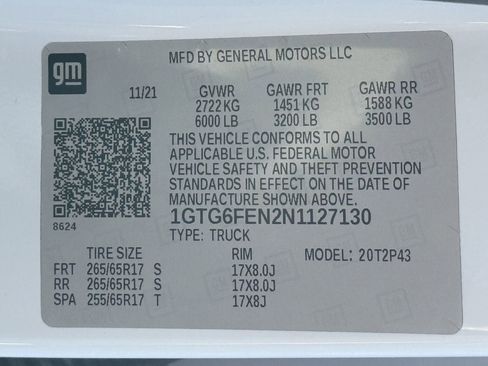 gm
MFD BY GENERAL MOTORS LLC
11/21 GVWR GAWR FRT GAWR RR
2722 KG 1451 KG 1588 KG
6000 LB 3200 LB 3500 LB
THIS VEHICLE CONFORMS TO ALL
APPLICABLE U.S. FEDERAL MOTOR
VEHICLE SAFETY AND THEFT PREVENTION
STANDARDS IN EFFECT ON THE DATE OF
MANUFACTURE SHOWN ABOVE.
8624 1GTG6FEN2N1127130
TYPE: TRUCK
TIRE SIZE RIM MODEL: 20T2P43
FRT 265/65R17 S 17X8.0J
RR 265/65R17 S 17X8.0J
SPA 255/65R17 T 17X8J